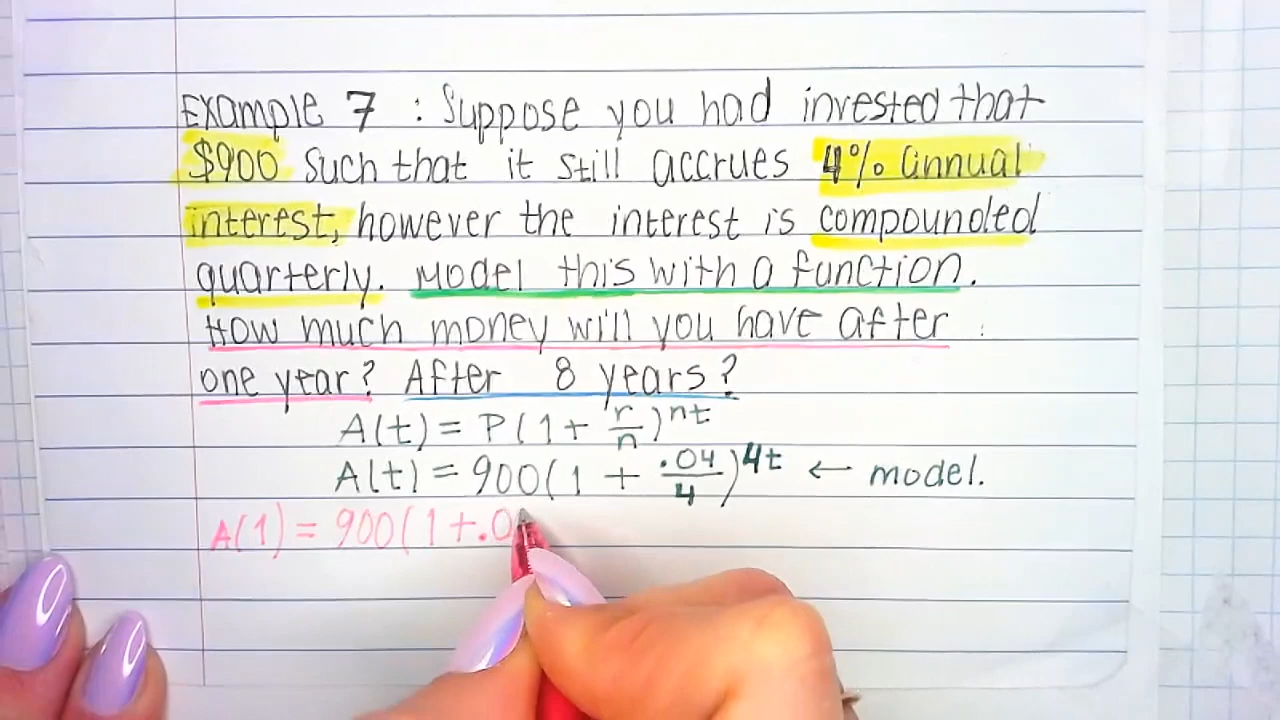 Example 7 : Suppose you had invested that
$900 such that it still accrues 4% annual
interest, however the interest is compounded
quarterly. Model this with a function.
How much money will you have after
one year? After 8 years?
A(t) = P(1 + r/n)^nt
A(t) = 900(1 + .04/4)^4t ← model.
A(1) = 900(1+.0